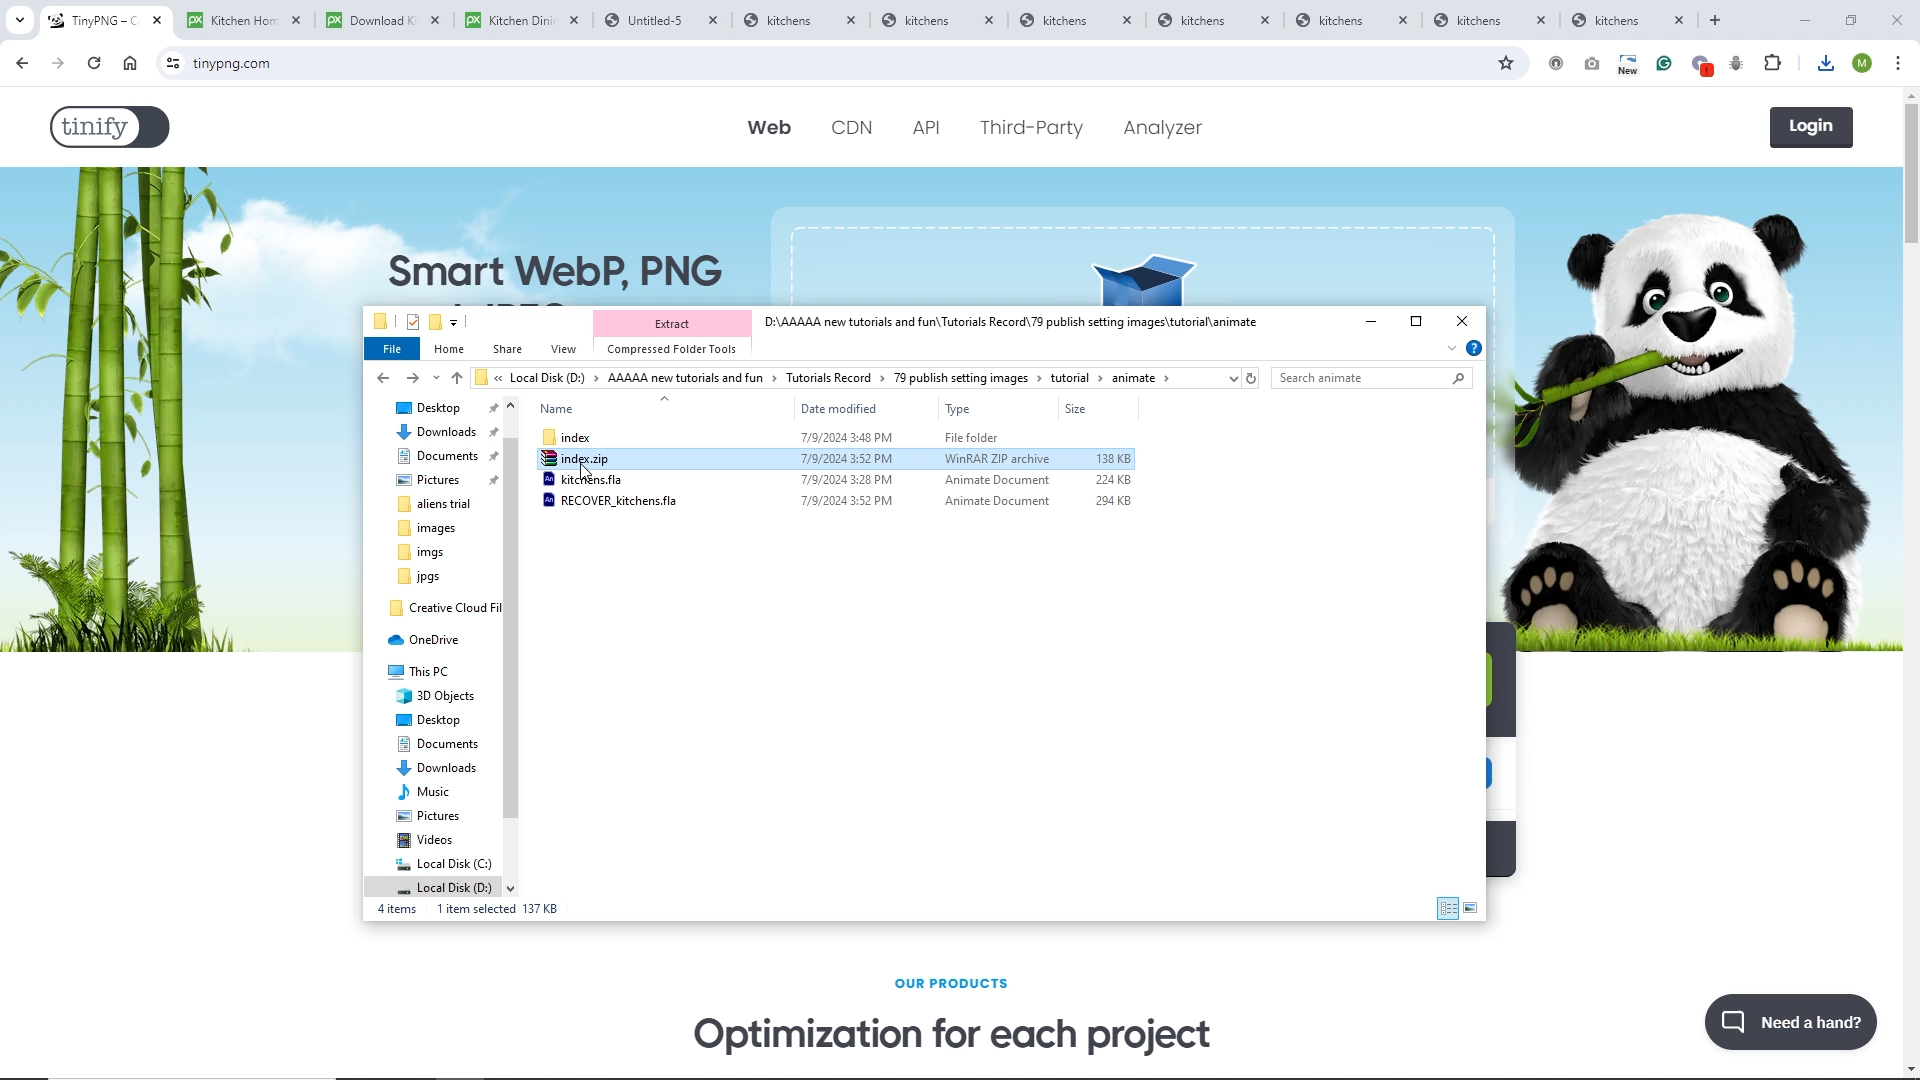 TinyPNG – C
Kitchen Hom
Download Ki
Kitchen Dini
Untitled-5
kitchens
kitchens
kitchens
kitchens
kitchens
kitchens
kitchens
tinypng.com
New
M
tinify
Web
CDN
API
Third-Party
Analyzer
Login
Smart WebP, PNG
Extract
D:\AAAAA new tutorials and fun\Tutorials Record\79 publish setting images\tutorial\animate
File
Home
Share
View
Compressed Folder Tools
« Local Disk (D:) › AAAAA new tutorials and fun › Tutorials Record › 79 publish setting images › tutorial › animate ›
Search animate
Name
Date modified
Type
Size
index 7/9/2024 3:48 PM File folder
index.zip 7/9/2024 3:52 PM WinRAR ZIP archive 138 KB
kitchens.fla 7/9/2024 3:28 PM Animate Document 224 KB
RECOVER_kitchens.fla 7/9/2024 3:52 PM Animate Document 294 KB
Desktop
Downloads
Documents
Pictures
aliens trial
images
imgs
jpgs
Creative Cloud Fil
OneDrive
This PC
3D Objects
Desktop
Documents
Downloads
Music
Pictures
Videos
Local Disk (C:)
Local Disk (D:)
4 items
1 item selected 137 KB
OUR PRODUCTS
Optimization for each project
Need a hand?